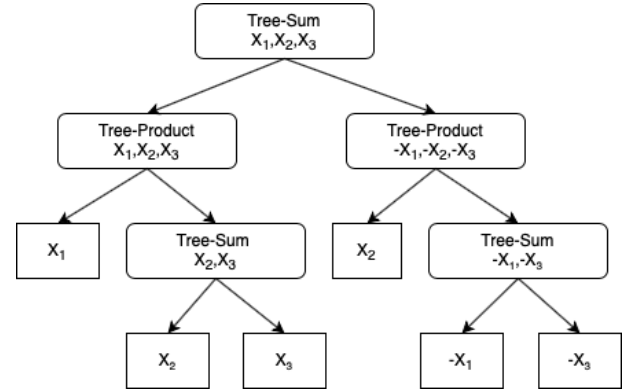 Tree-Sum
X₁,X₂,X₃
Tree-Product
X₁,X₂,X₃
Tree-Product
-X₁,-X₂,-X₃
X₁
Tree-Sum
X₂,X₃
X₂
Tree-Sum
-X₁,-X₃
X₂
X₃
-X₁
-X₃